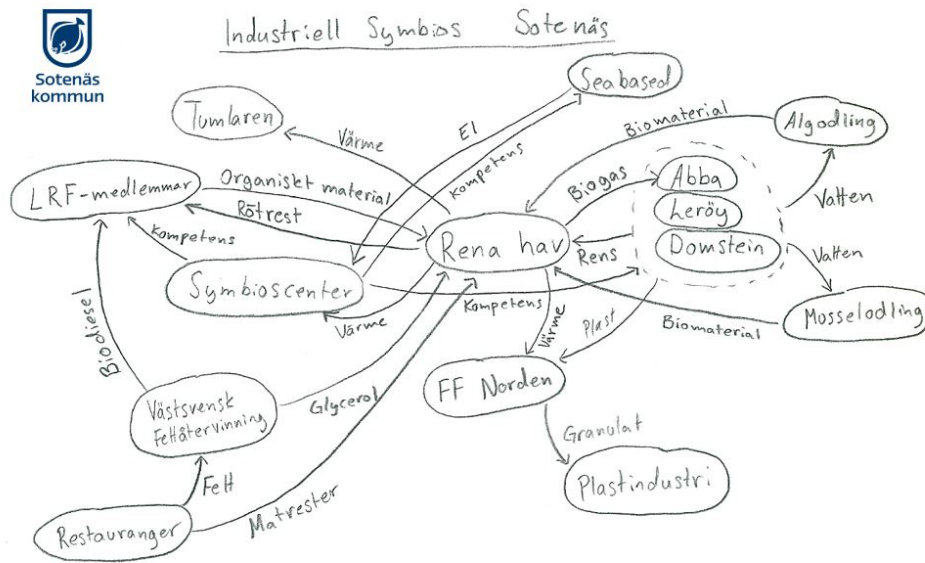 Industriell Symbios Sotenäs
Sotenäs
kommun
Seabased
Tumlaren
Värme
El
Kompetens
Biomaterial
Algodling
LRF-medlemmar
Organiskt material
Rötrest
Biogas
Abba
Leröy
Domstein
Vatten
Rena hav
Rens
Kompetens
Symbioscenter
Värme
Kompetens
Vatten
Mosselodling
Biomaterial
Plast
Värme
Biodiesel
FF Norden
Västsvensk
Fettåtervinning
Glycerol
Granulat
Plastindustri
Fett
Matrester
Restauranger